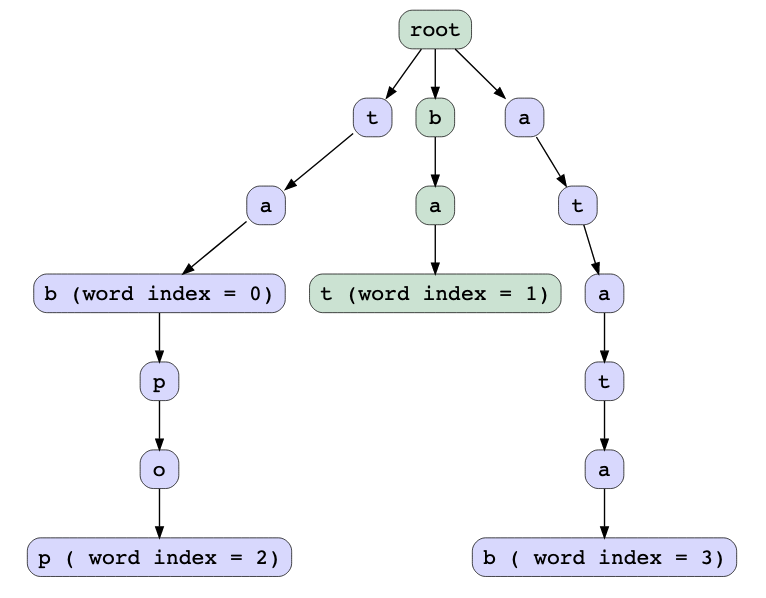 root
t
b
a
a
a
t
b (word index = 0)
t (word index = 1)
a
p
t
o
a
p ( word index = 2)
b ( word index = 3)